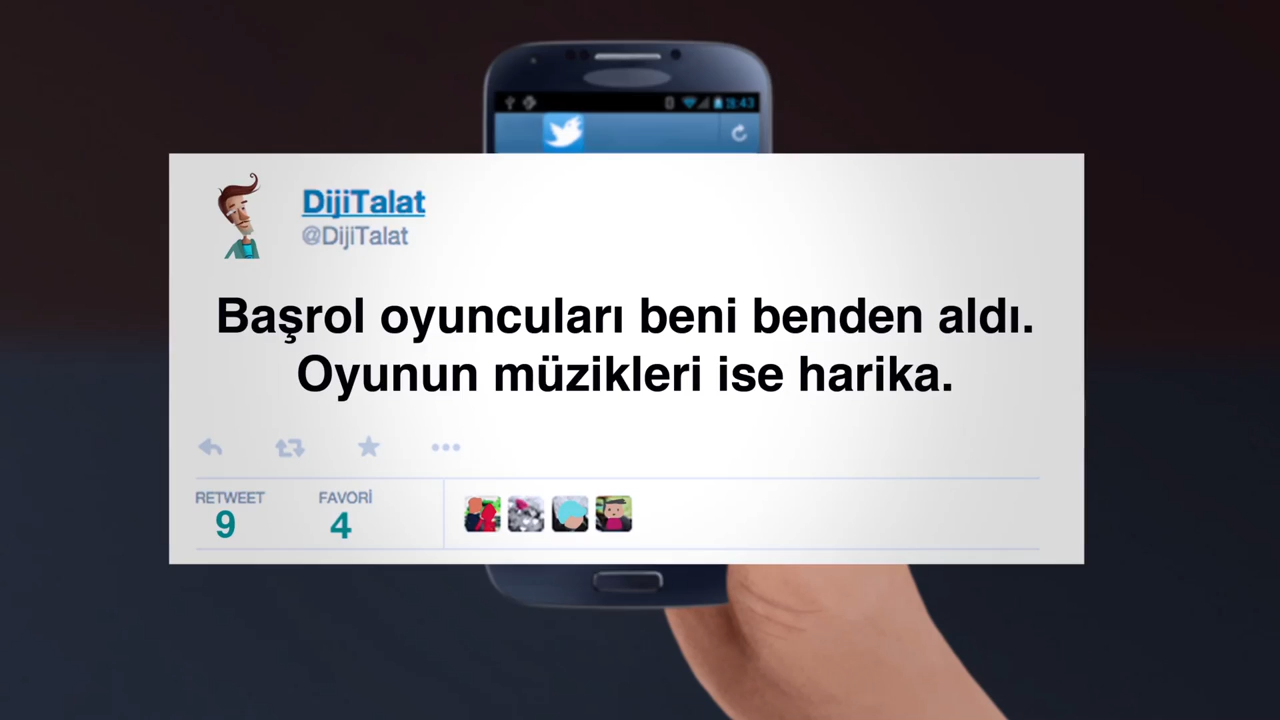 DijiTalat
@DijiTalat
Başrol oyuncuları beni benden aldı.
Oyunun müzikleri ise harika.
RETWEET
FAVORİ
9
4